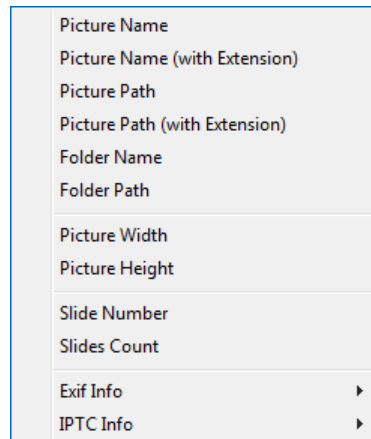 Picture Name
Picture Name (with Extension)
Picture Path
Picture Path (with Extension)
Folder Name
Folder Path
Picture Width
Picture Height
Slide Number
Slides Count
Exif Info
IPTC Info